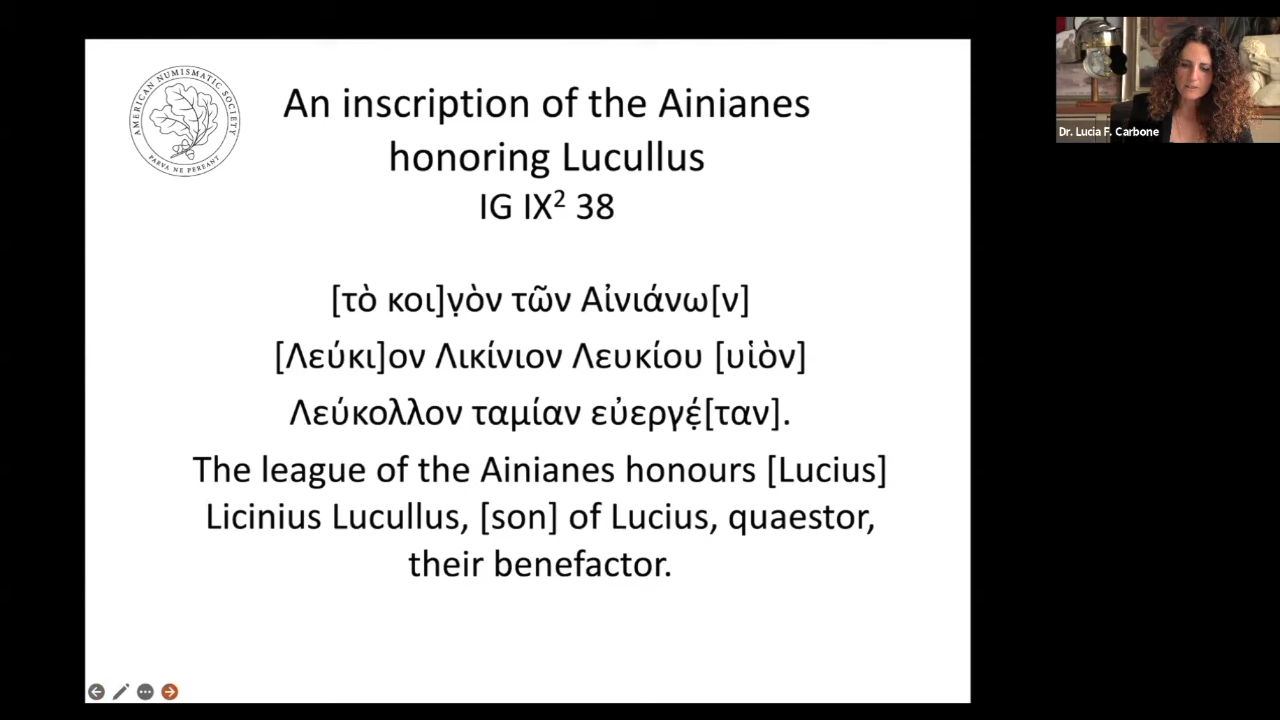 AMERICAN NUMISMATIC SOCIETY
PARVA NE PEREANT
An inscription of the Ainianes
honoring Lucullus
IG IX² 38
[τὸ κοι]ν̣ὸν τῶν Αἰνιάνω[ν]
[Λεύκι]ον Λικίνιον Λευκίου [υἱὸν]
Λεύκολλον ταμίαν εὐεργέ̣[ταν].
The league of the Ainianes honours [Lucius]
Licinius Lucullus, [son] of Lucius, quaestor,
their benefactor.
Dr. Lucia F. Carbone